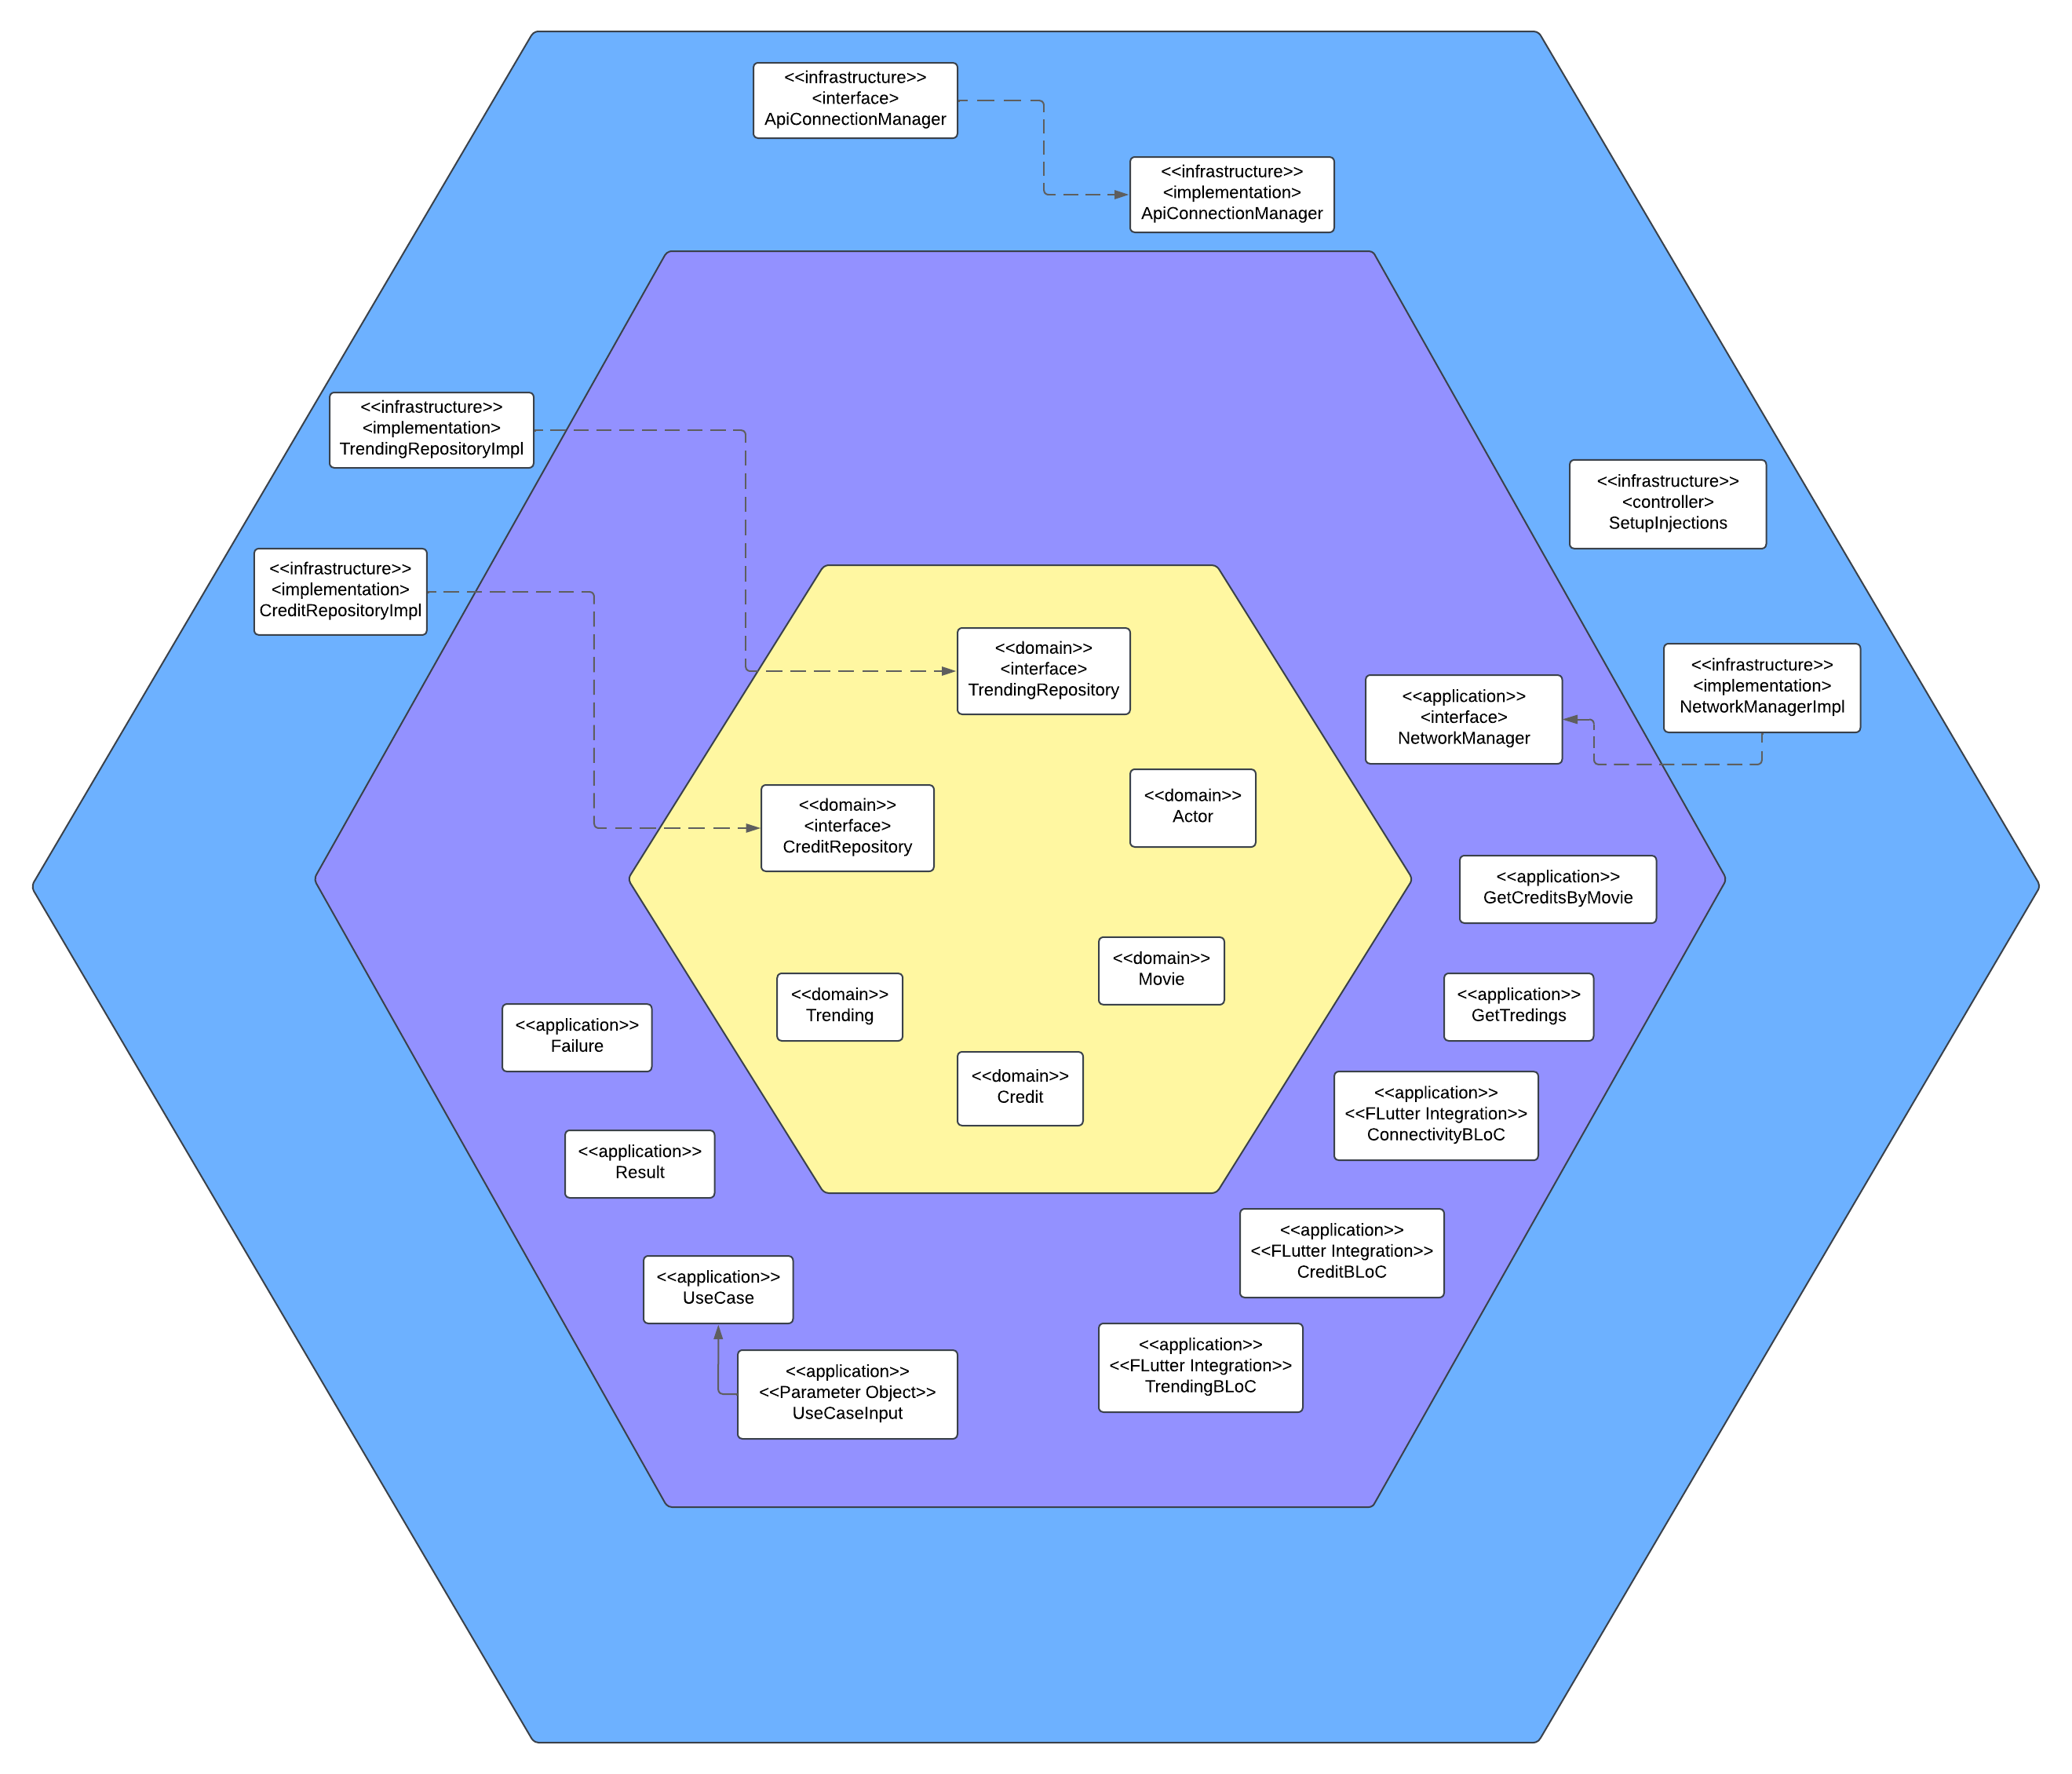 <<infrastructure>>
<interface>
ApiConnectionManager
<<infrastructure>>
<implementation>
ApiConnectionManager
<<infrastructure>>
<implementation>
TrendingRepositoryImpl
<<infrastructure>>
<controller>
SetupInjections
<<infrastructure>>
<implementation>
CreditRepositoryImpl
<<domain>>
<interface>
TrendingRepository
<<infrastructure>>
<implementation>
NetworkManagerImpl
<<application>>
<interface>
NetworkManager
<<domain>>
<interface>
CreditRepository
<<domain>>
Actor
<<application>>
GetCreditsByMovie
<<domain>>
Movie
<<domain>>
Trending
<<application>>
GetTredings
<<application>>
Failure
<<domain>>
Credit
<<application>>
<<FLutter Integration>>
ConnectivityBLoC
<<application>>
Result
<<application>>
<<FLutter Integration>>
CreditBLoC
<<application>>
UseCase
<<application>>
<<FLutter Integration>>
TrendingBLoC
<<application>>
<<Parameter Object>>
UseCaseInput